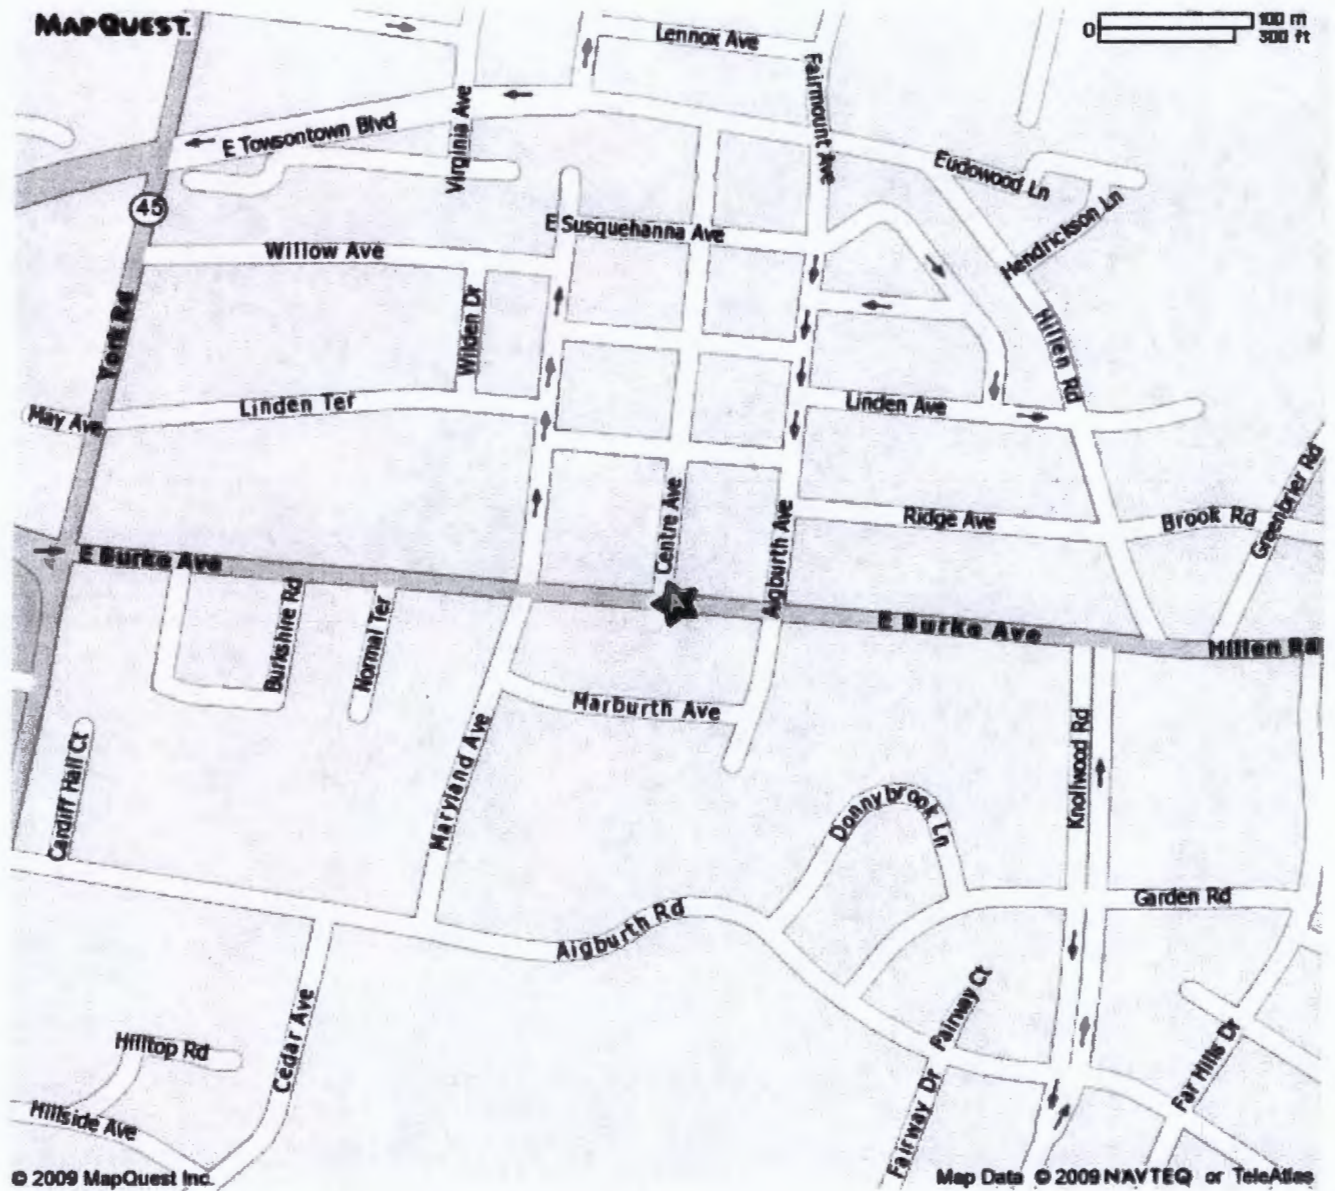 MAPQUEST.
0 100 m
300 ft
Lennox Ave
Fairmount Ave
E Towsontown Blvd
Virginia Ave
Eudowood Ln
Hendrickson Ln
45
E Susquehanna Ave
Willow Ave
Wilden Dr
York Rd
Hillen Rd
Linden Ter
Linden Ave
May Ave
Greenbrier Rd
Centre Ave
Aigburth Ave
Ridge Ave
Brook Rd
E Burke Ave
A
E Burke Ave
Hillen Rd
Burkshire Rd
Normal Ter
Marburth Ave
Maryland Ave
Knollwood Rd
Cardiff Hall Ct
Donnybrook Ln
Garden Rd
Aigburth Rd
Fairway Ct
Cedar Ave
Hilltop Rd
Far Hills Dr
Fairway Dr
Hillside Ave
© 2009 MapQuest Inc.
Map Data © 2009 NAVTEQ or TeleAtlas